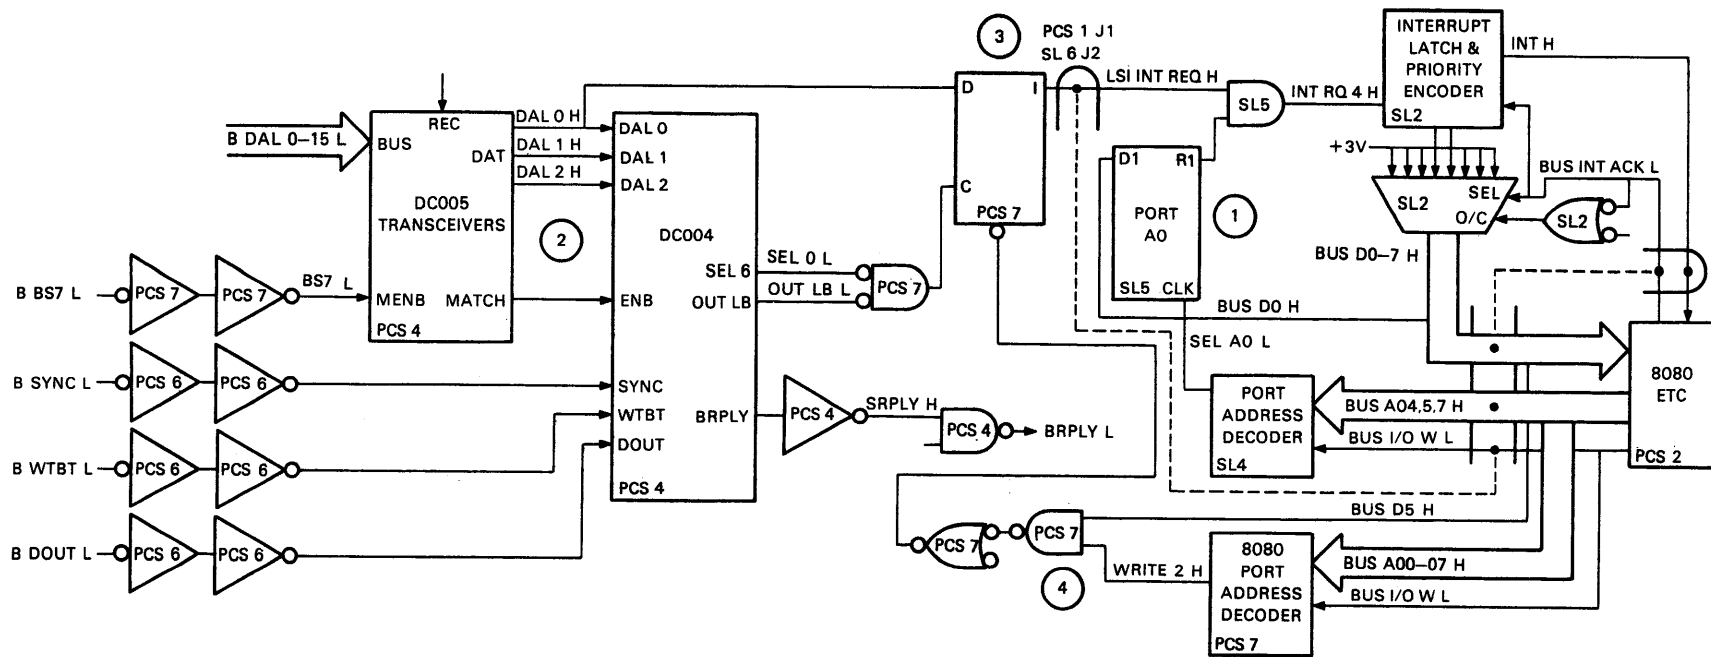 B DAL 0–15 L
REC
BUS
DAT
DC005
TRANSCEIVERS
MENB
MATCH
PCS 4
DAL 0 H
DAL 1 H
DAL 2 H
2
DAL 0
DAL 1
DAL 2
DC004
SEL 6
OUT LB
ENB
SYNC
WTBT
BRPLY
DOUT
PCS 4
B BS7 L
PCS 7
PCS 7
BS7 L
B SYNC L
PCS 6
PCS 6
B WTBT L
PCS 6
PCS 6
B DOUT L
PCS 6
PCS 6
SEL 0 L
OUT LB L
PCS 7
PCS 4
SRPLY H
PCS 4
BRPLY L
3
D
1
C
PCS 7
PCS 1 J1
SL 6 J2
LSI INT REQ H
SL5
INT RQ 4 H
INTERRUPT
LATCH &
PRIORITY
ENCODER
SL2
INT H
D1
R1
PORT
A0
SL5
CLK
1
+3V
SL2
SEL
O/C
BUS INT ACK L
SL2
BUS D0–7 H
BUS D0 H
SEL A0 L
PORT
ADDRESS
DECODER
SL4
BUS A04,5,7 H
BUS I/O W L
8080
ETC
PCS 2
PCS 7
PCS 7
4
BUS D5 H
WRITE 2 H
8080
PORT
ADDRESS
DECODER
PCS 7
BUS A00–07 H
BUS I/O W L